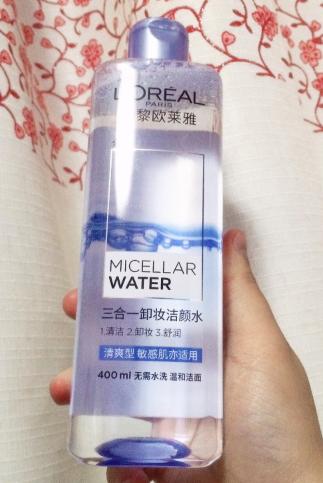 L'ORÉAL
PARIS
黎欧莱雅
MICELLAR
WATER
三合一卸妆洁颜水
1.清洁 2.卸妆 3.舒润
清爽型 敏感肌亦适用
400 ml 无需水洗 温和洁面